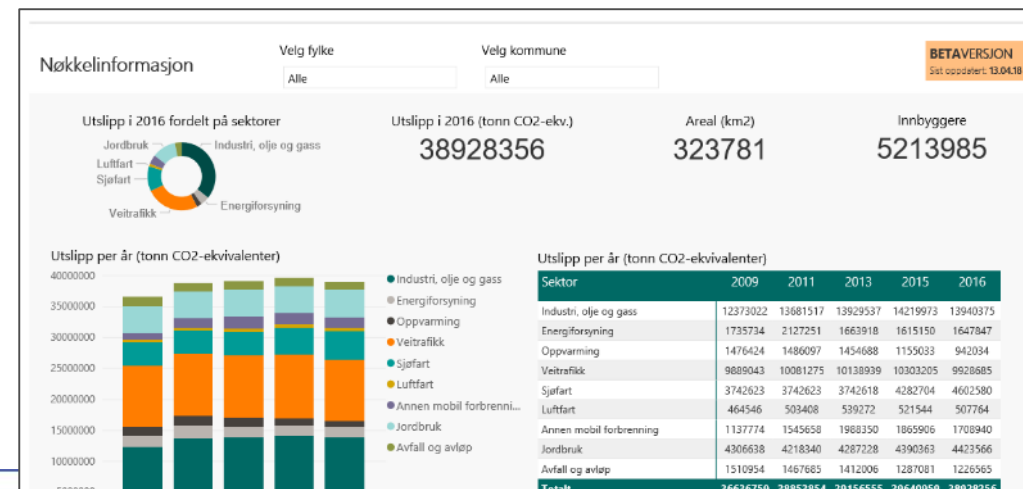 Nøkkelinformasjon
Velg fylke
Alle
Velg kommune
Alle
BETAVERSJON
Sist oppdatert: 13.04.18
Utslipp i 2016 fordelt på sektorer
Jordbruk
Luftfart
Sjøfart
Veitrafikk
Industri, olje og gass
Energiforsyning
Utslipp i 2016 (tonn CO2-ekv.)
38928356
Areal (km2)
323781
Innbyggere
5213985
Utslipp per år (tonn CO2-ekvivalenter)
40000000
35000000
30000000
25000000
20000000
15000000
10000000
Industri, olje og gass
Energiforsyning
Oppvarming
Veitrafikk
Sjøfart
Luftfart
Annen mobil forbrenni...
Jordbruk
Avfall og avløp
Utslipp per år (tonn CO2-ekvivalenter)
Sektor 2009 2011 2013 2015 2016
Industri, olje og gass 12373022 13681517 13929537 14219973 13940375
Energiforsyning 1735734 2127251 1663918 1615150 1647847
Oppvarming 1476424 1486097 1454688 1155033 942034
Veitrafikk 9889043 10081275 10138939 10303205 9928685
Sjøfart 3742623 3742623 3742618 4282704 4602580
Luftfart 464546 503408 539272 521544 507764
Annen mobil forbrenning 1137774 1545658 1988350 1865906 1708940
Jordbruk 4306638 4218340 4287228 4390363 4423566
Avfall og avløp 1510954 1467685 1412006 1287081 1226565
Totalt